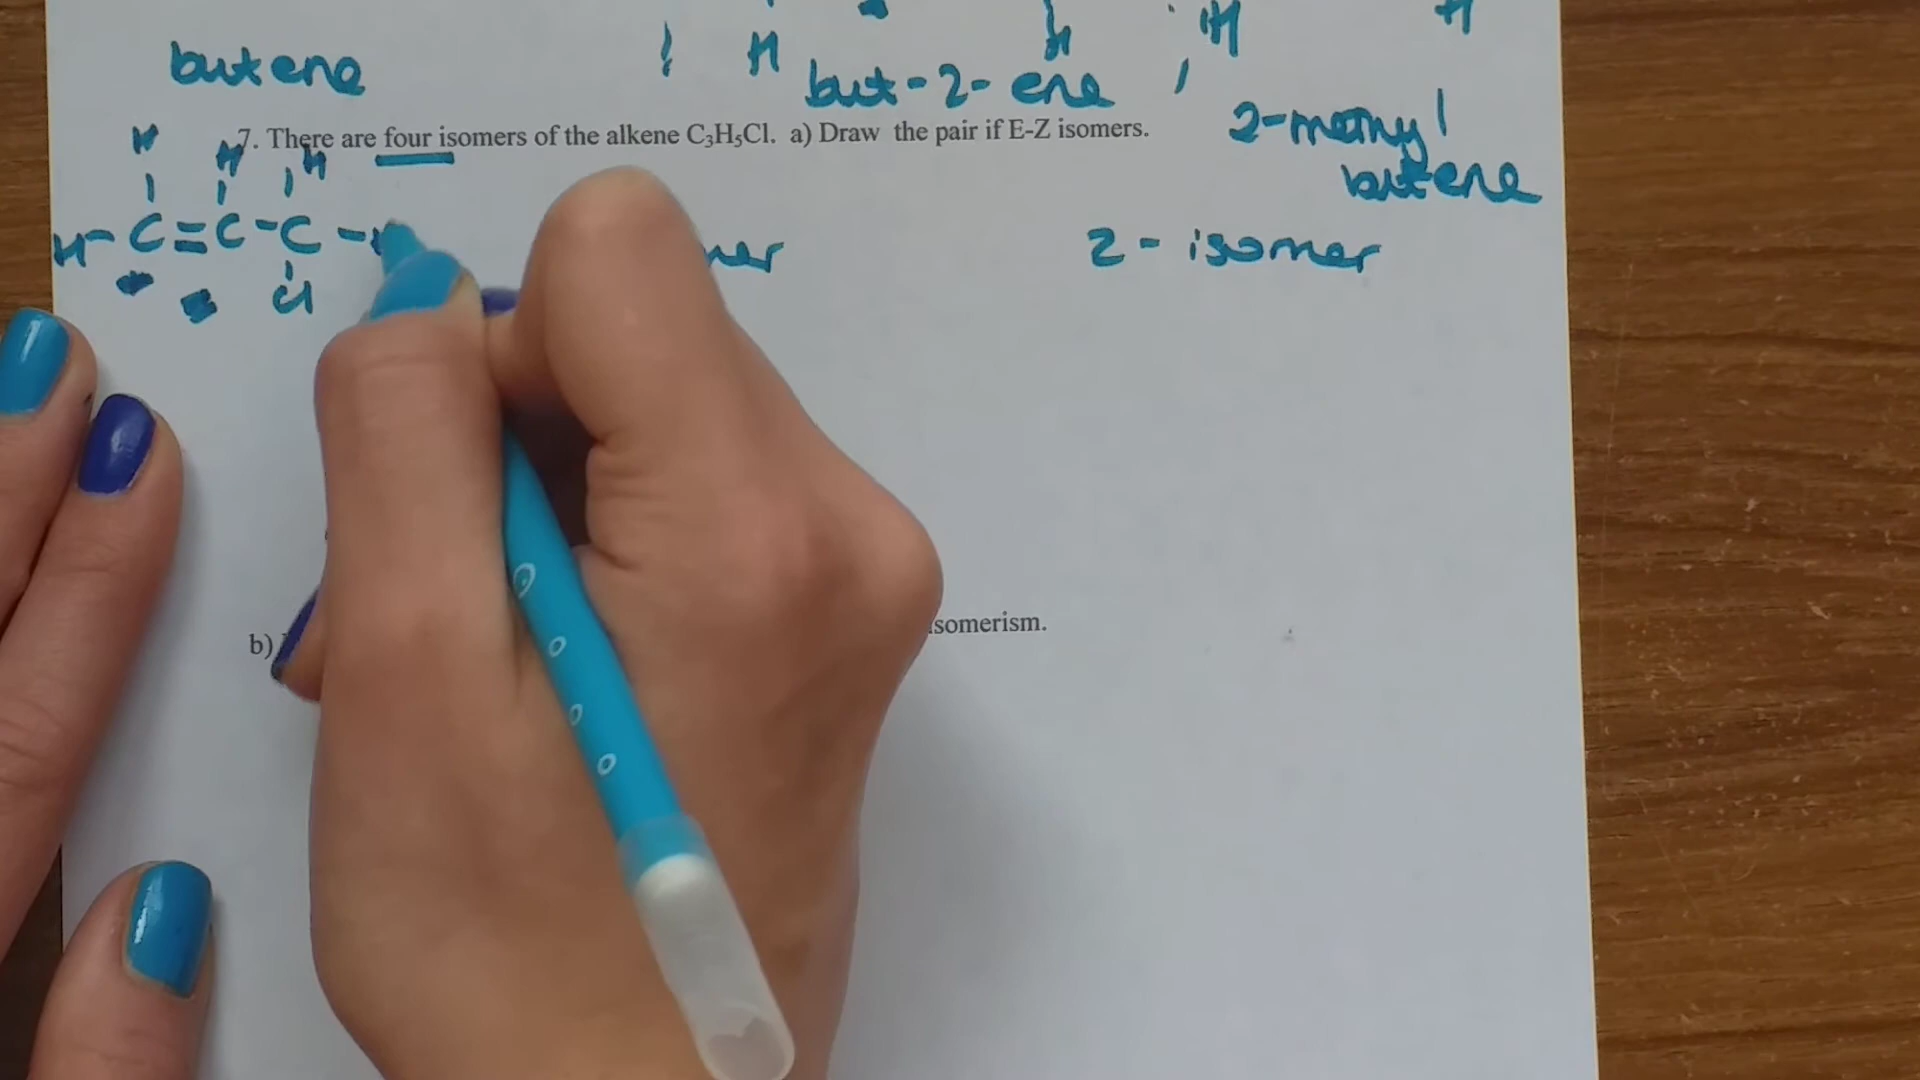 H H H
butene but-2-ene
2-methyl
butene
7. There are four isomers of the alkene C₃H₅Cl. a) Draw the pair if E-Z isomers.
H H H
H-C=C-C-
Cl
Z-isomer
b) isomerism.